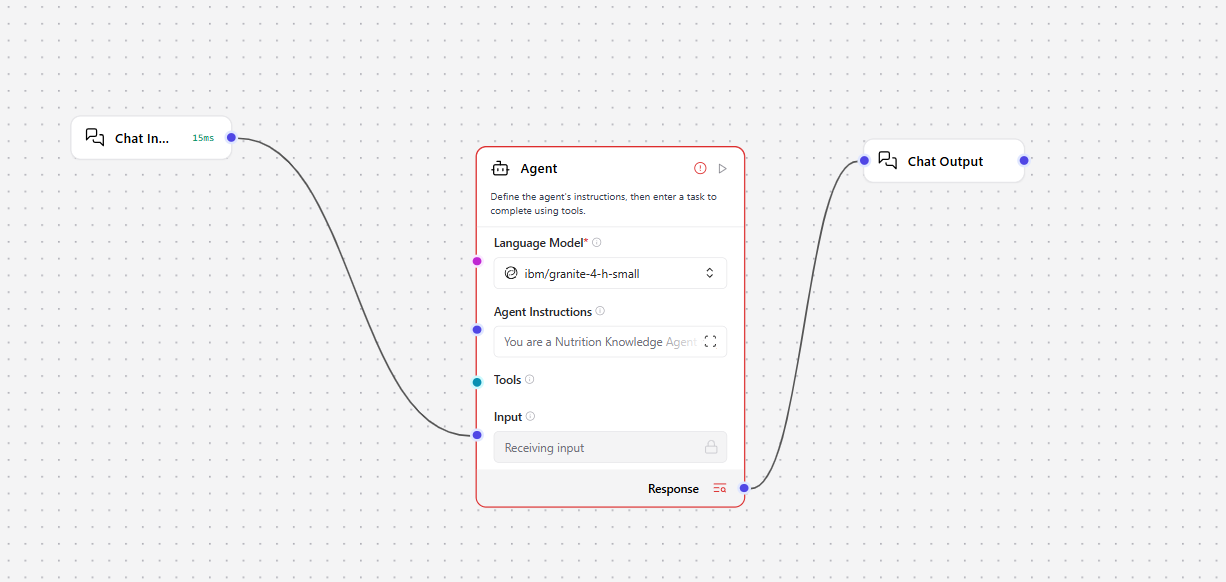 Chat In...
15ms
Agent
Define the agent's instructions, then enter a task to
complete using tools.
Language Model*
ibm/granite-4-h-small
Agent Instructions
You are a Nutrition Knowledge Agent
Tools
Input
Receiving input
Response
Chat Output